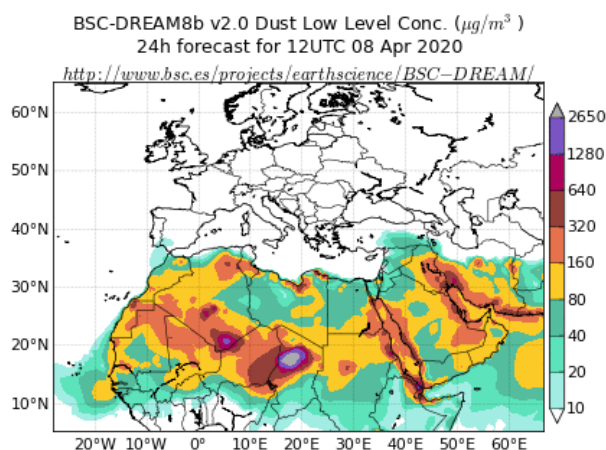 BSC-DREAM8b v2.0 Dust Low Level Conc. (μg/m³ )
24h forecast for 12UTC 08 Apr 2020
http://www.bsc.es/projects/earthscience/BSC−DREAM/
60°N
50°N
40°N
30°N
20°N
10°N
20°W 10°W 0° 10°E 20°E 30°E 40°E 50°E 60°E
2650
1280
640
320
160
80
40
20
10